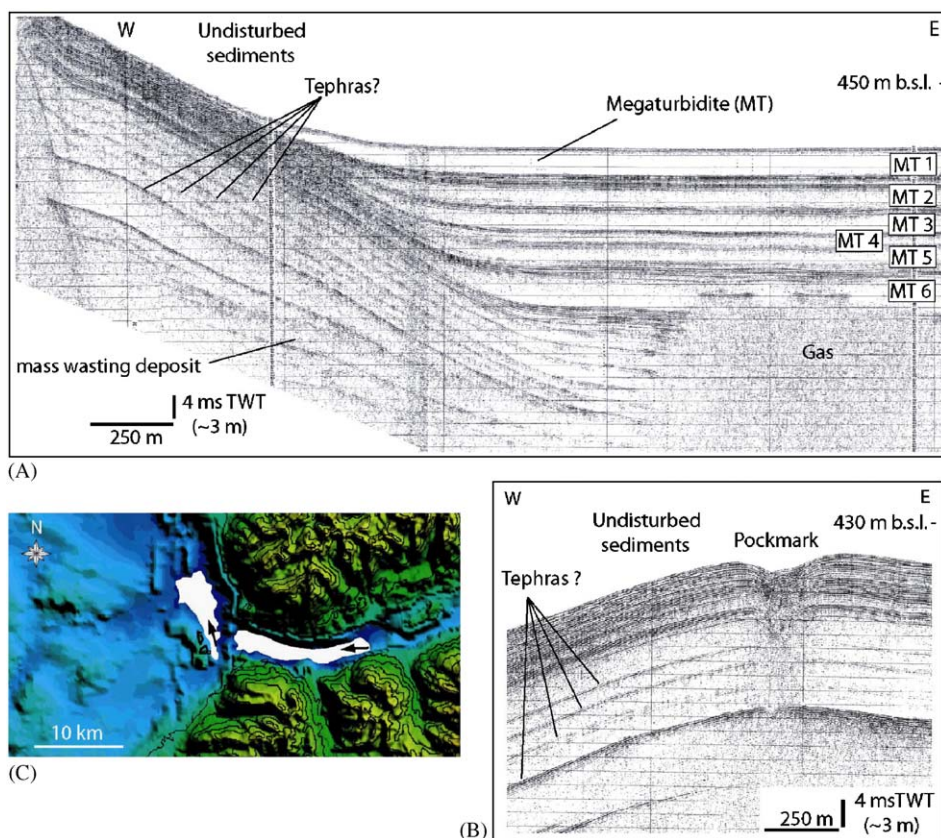 W
Undisturbed
sediments
E
Tephras?
450 m b.s.l. -
Megaturbidite (MT)
MT 1
MT 2
MT 3
MT 4
MT 5
MT 6
Gas
mass wasting deposit
4 ms TWT
(~3 m)
250 m
(A)
N
10 km
(C)
W
E
Undisturbed
sediments
430 m b.s.l. -
Pockmark
Tephras ?
4 msTWT
(~3 m)
250 m
(B)